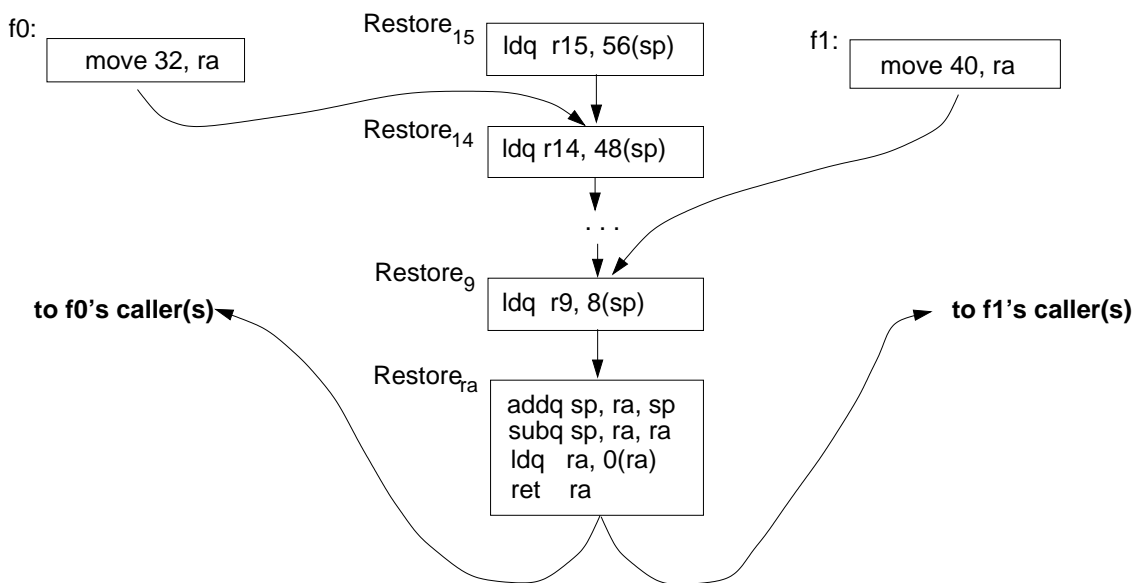 f0:
move 32, ra
Restore15
ldq r15, 56(sp)
f1:
move 40, ra
Restore14
ldq r14, 48(sp)
. . .
Restore9
ldq r9, 8(sp)
to f0's caller(s)
to f1's caller(s)
Restorera
addq sp, ra, sp
subq sp, ra, ra
ldq ra, 0(ra)
ret ra